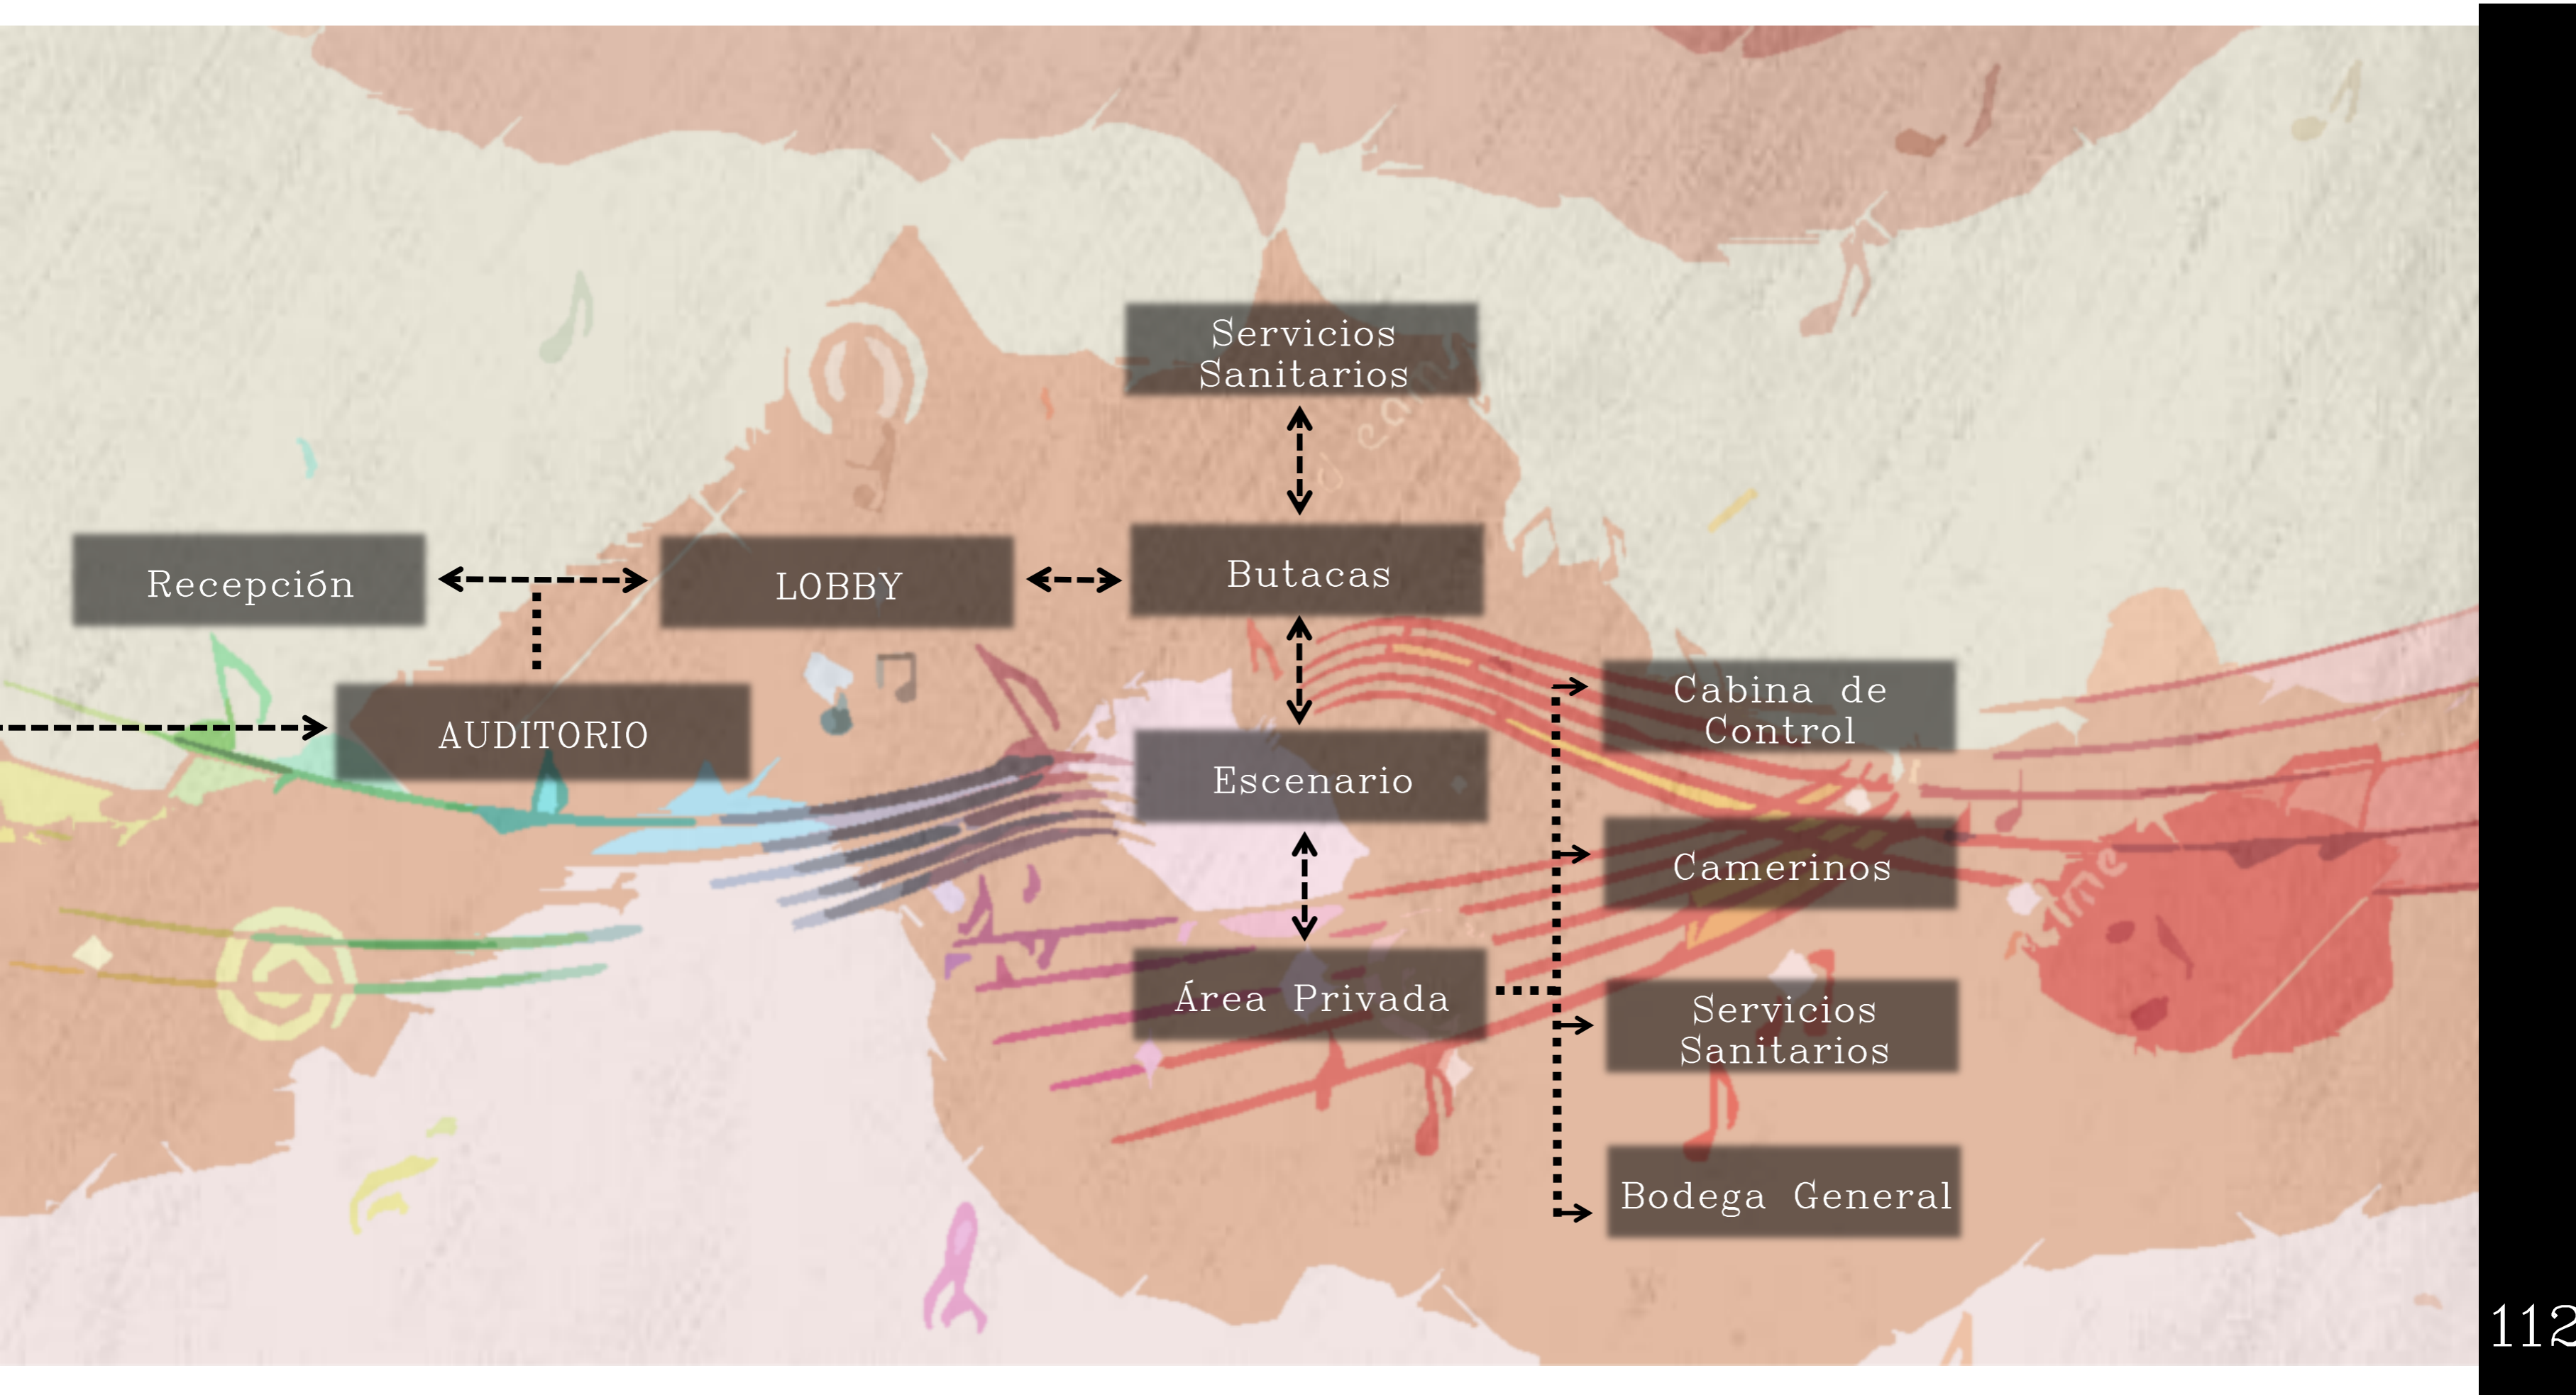 Servicios
Sanitarios
Recepción
LOBBY
Butacas
AUDITORIO
Escenario
Área Privada
Cabina de
Control
Camerinos
Servicios
Sanitarios
Bodega General
112